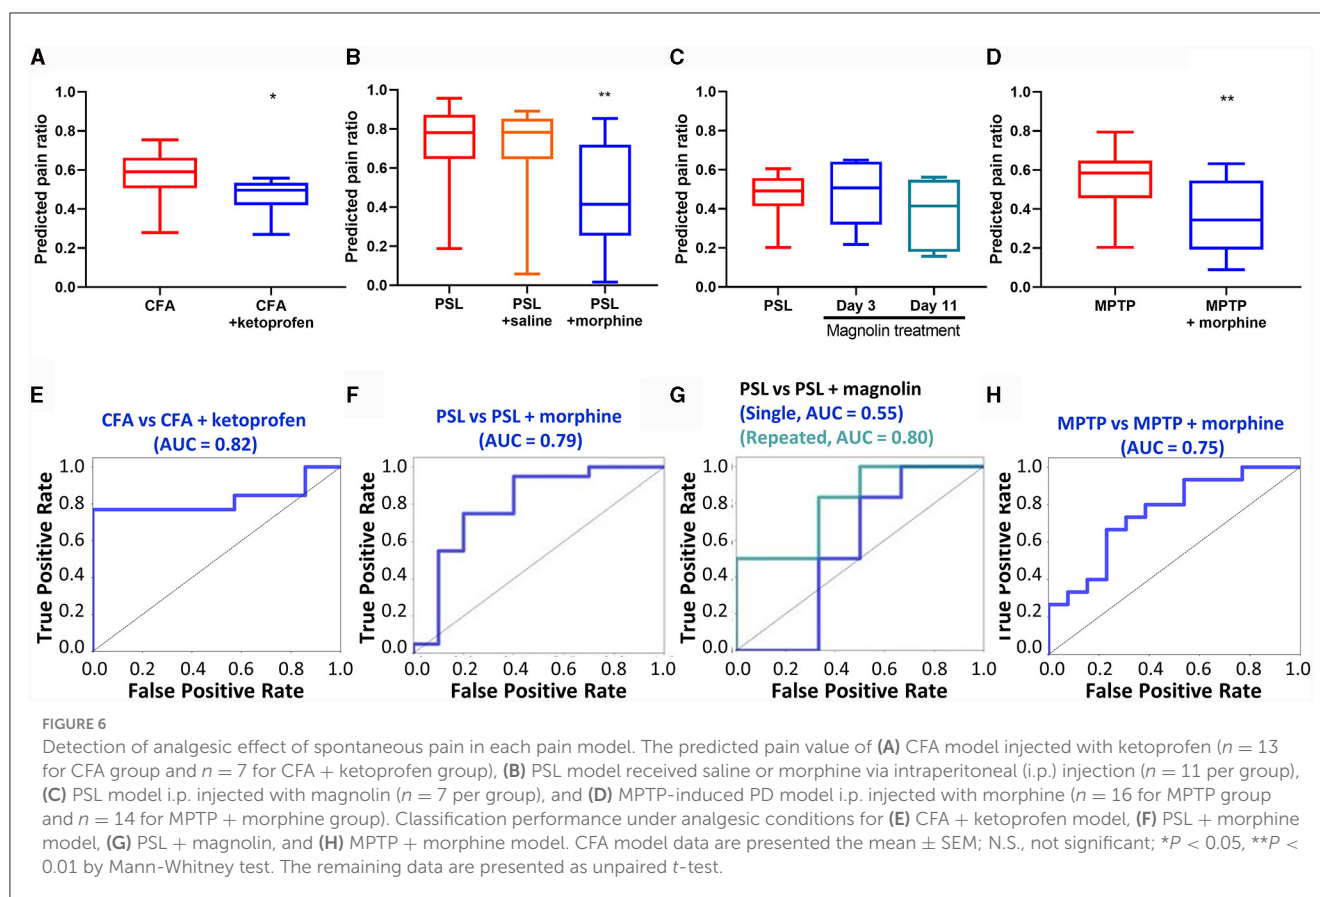 A
B
C
D
Predicted pain ratio
1.0
0.8
0.6
0.4
0.2
0.0
*
CFA
CFA
+ketoprofen
Predicted pain ratio
1.0
0.8
0.6
0.4
0.2
0.0
**
PSL
PSL
+saline
PSL
+morphine
Predicted pain ratio
1.0
0.8
0.6
0.4
0.2
0.0
PSL
Day 3
Day 11
Magnolin treatment
Predicted pain ratio
1.0
0.8
0.6
0.4
0.2
0.0
**
MPTP
MPTP
+ morphine
E
CFA vs CFA + ketoprofen
(AUC = 0.82)
True Positive Rate
1.0
0.8
0.6
0.4
0.2
0.0
0.0 0.2 0.4 0.6 0.8 1.0
False Positive Rate
F
PSL vs PSL + morphine
(AUC = 0.79)
True Positive Rate
1.0
0.8
0.6
0.4
0.2
0.0
0.0 0.2 0.4 0.6 0.8 1.0
False Positive Rate
G
PSL vs PSL + magnolin
(Single, AUC = 0.55)
(Repeated, AUC = 0.80)
True Positive Rate
1.0
0.8
0.6
0.4
0.2
0.0
0.0 0.2 0.4 0.6 0.8 1.0
False Positive Rate
H
MPTP vs MPTP + morphine
(AUC = 0.75)
True Positive Rate
1.0
0.8
0.6
0.4
0.2
0.0
0.0 0.2 0.4 0.6 0.8 1.0
False Positive Rate
FIGURE 6
Detection of analgesic effect of spontaneous pain in each pain model. The predicted pain value of (A) CFA model injected with ketoprofen (n = 13
for CFA group and n = 7 for CFA + ketoprofen group), (B) PSL model received saline or morphine via intraperitoneal (i.p.) injection (n = 11 per group),
(C) PSL model i.p. injected with magnolin (n = 7 per group), and (D) MPTP-induced PD model i.p. injected with morphine (n = 16 for MPTP group
and n = 14 for MPTP + morphine group). Classification performance under analgesic conditions for (E) CFA + ketoprofen model, (F) PSL + morphine
model, (G) PSL + magnolin, and (H) MPTP + morphine model. CFA model data are presented the mean ± SEM; N.S., not significant; *P < 0.05, **P <
0.01 by Mann-Whitney test. The remaining data are presented as unpaired t-test.